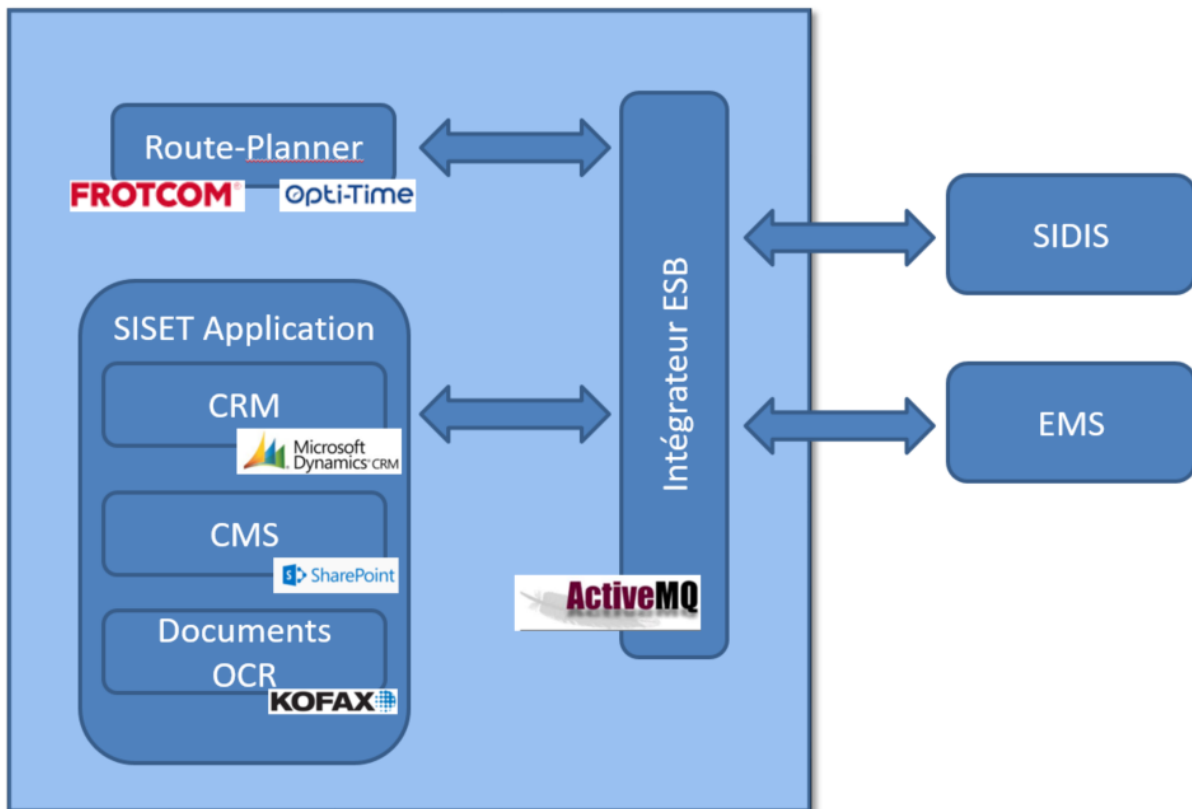 Route-Planner
FROTCOM®
Opti-Time
SISET Application
CRM
Microsoft
Dynamics CRM
CMS
SharePoint
Documents
OCR
KOFAX
Intégrateur ESB
ActiveMQ
SIDIS
EMS